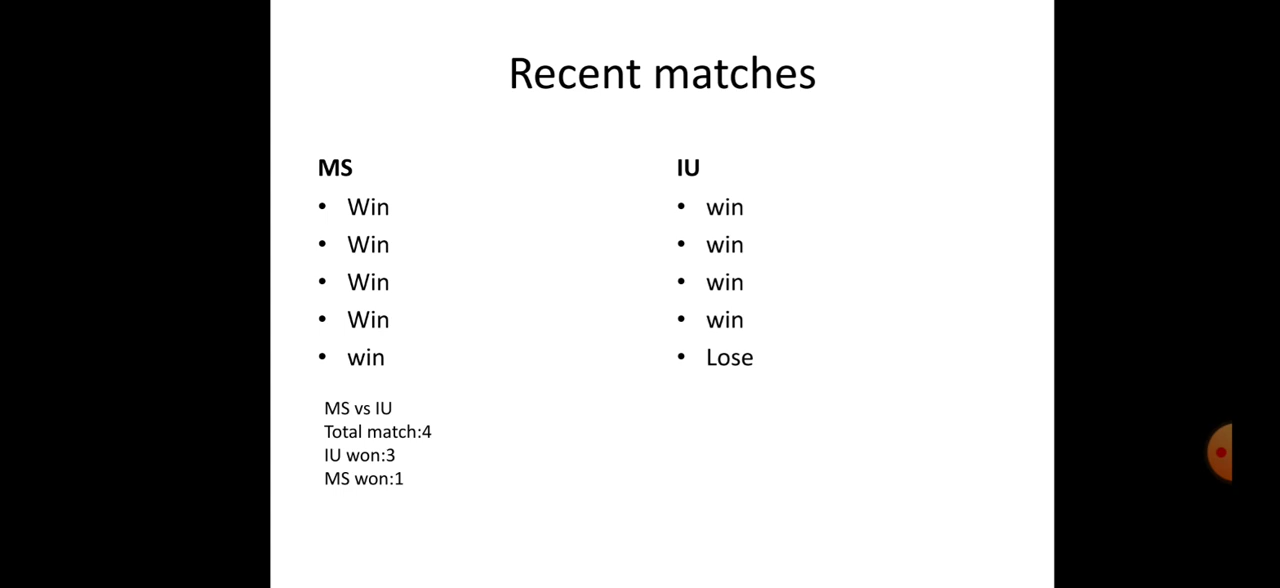 Recent matches
MS
• Win
• Win
• Win
• Win
• win
IU
• win
• win
• win
• win
• Lose
MS vs IU
Total match:4
IU won:3
MS won:1